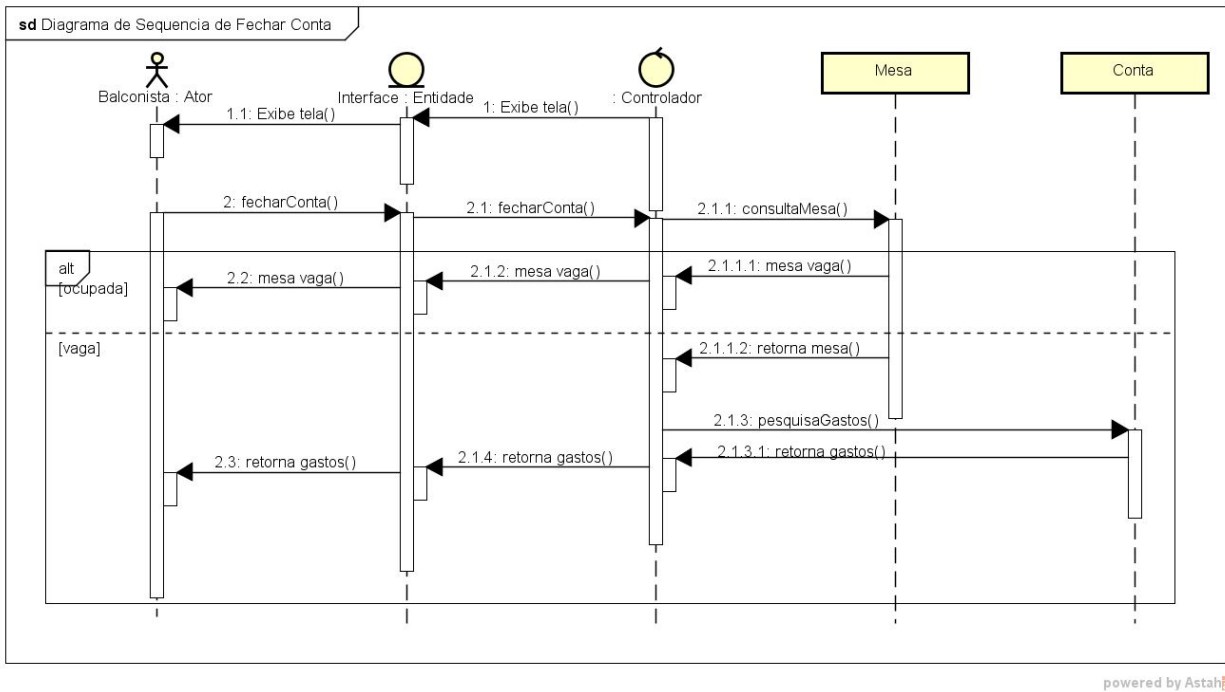 sd Diagrama de Sequencia de Fechar Conta
Balconista : Ator
Interface : Entidade
: Controlador
Mesa
Conta
1: Exibe tela()
1.1: Exibe tela()
2: fecharConta()
2.1: fecharConta()
2.1.1: consultaMesa()
alt
[ocupada]
2.1.1.1: mesa vaga()
2.1.2: mesa vaga()
2.2: mesa vaga()
[vaga]
2.1.1.2: retorna mesa()
2.1.3: pesquisaGastos()
2.1.3.1: retorna gastos()
2.1.4: retorna gastos()
2.3: retorna gastos()
powered by Astah